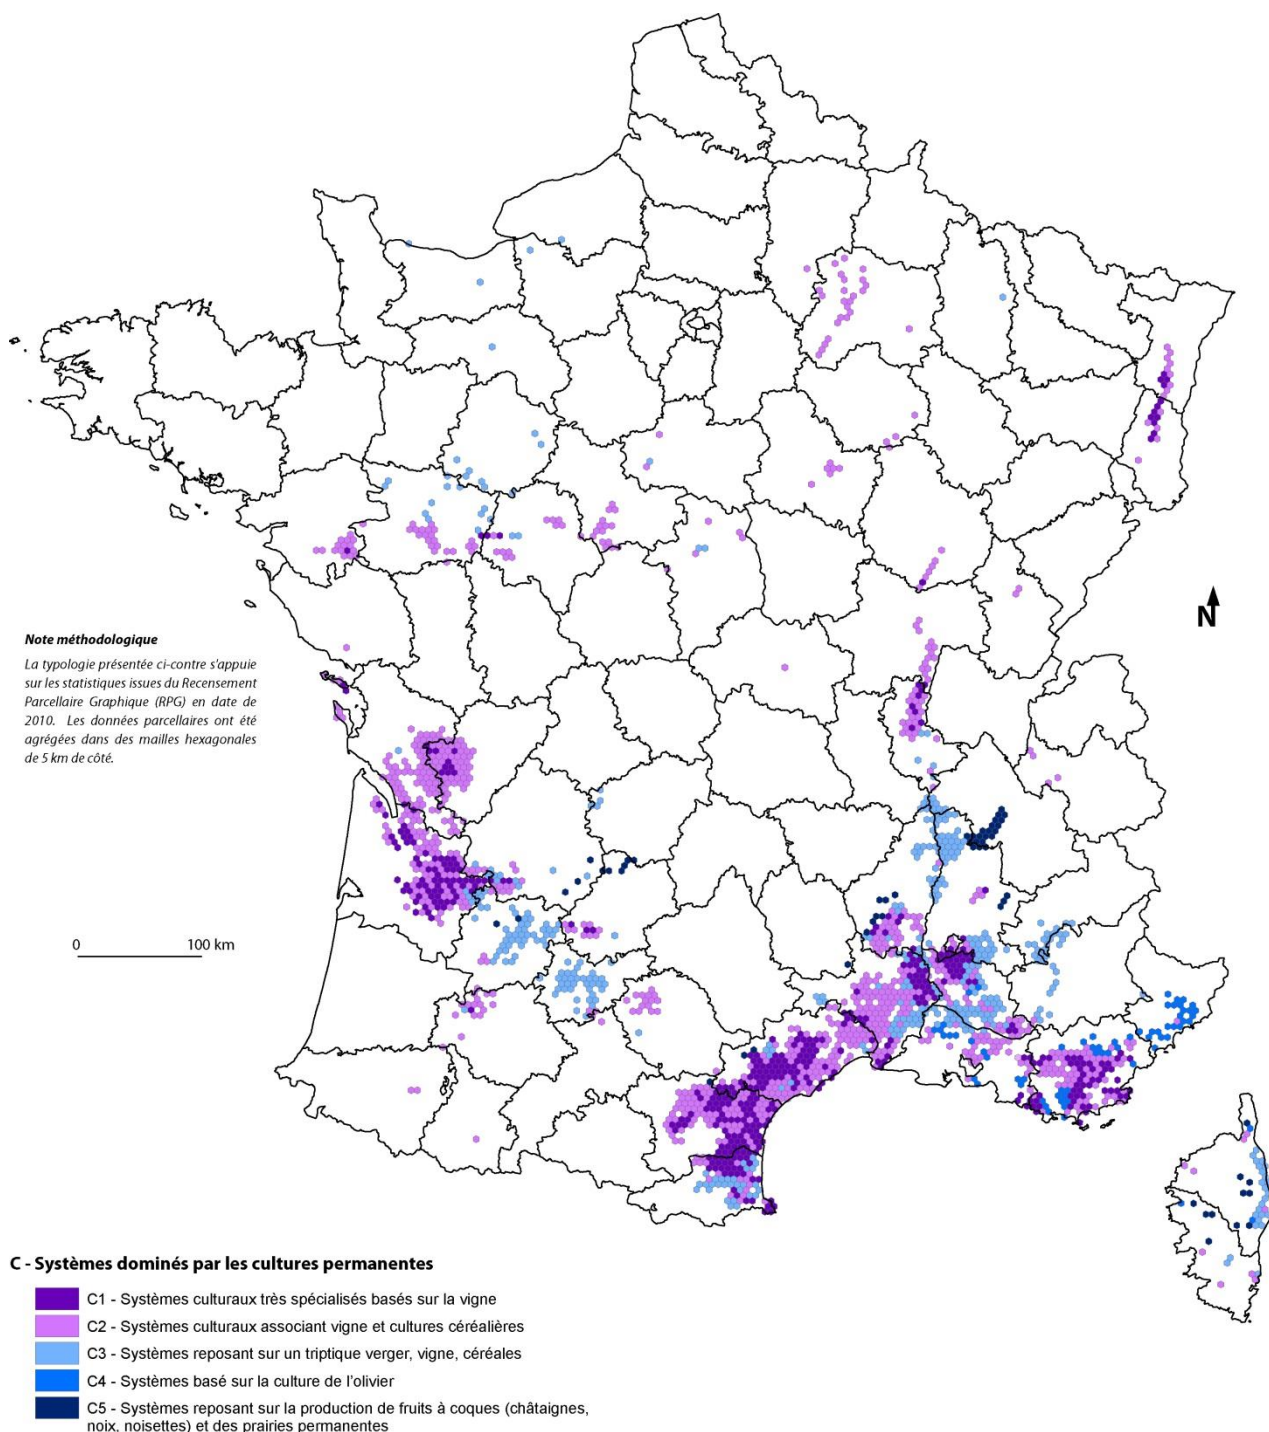 N
Note méthodologique
La typologie présentée ci-contre s'appuie
sur les statistiques issues du Recensement
Parcellaire Graphique (RPG) en date de
2010. Les données parcellaires ont été
agrégées dans des mailles hexagonales
de 5 km de côté.
0 100 km
C - Systèmes dominés par les cultures permanentes
C1 - Systèmes culturaux très spécialisés basés sur la vigne
C2 - Systèmes culturaux associant vigne et cultures céréalières
C3 - Systèmes reposant sur un triptique verger, vigne, céréales
C4 - Systèmes basé sur la culture de l'olivier
C5 - Systèmes reposant sur la production de fruits à coques (châtaignes,
noix, noisettes) et des prairies permanentes